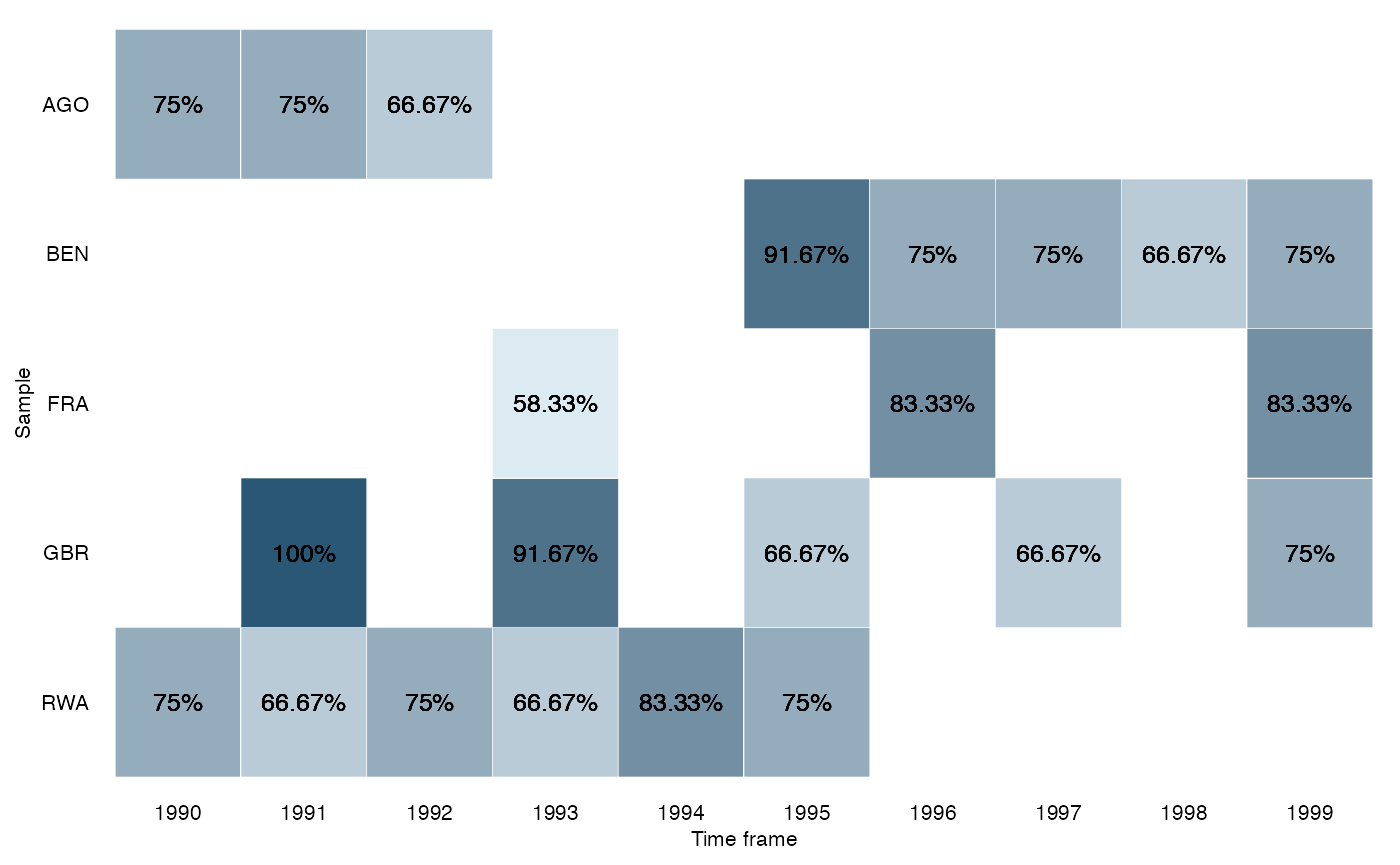 AGO 75% 75% 66.67%
BEN 91.67% 75% 75% 66.67% 75%
Sample
FRA 58.33% 83.33% 83.33%
GBR 100% 91.67% 66.67% 66.67% 75%
RWA 75% 66.67% 75% 66.67% 83.33% 75%
1990 1991 1992 1993 1994 1995 1996 1997 1998 1999
Time frame